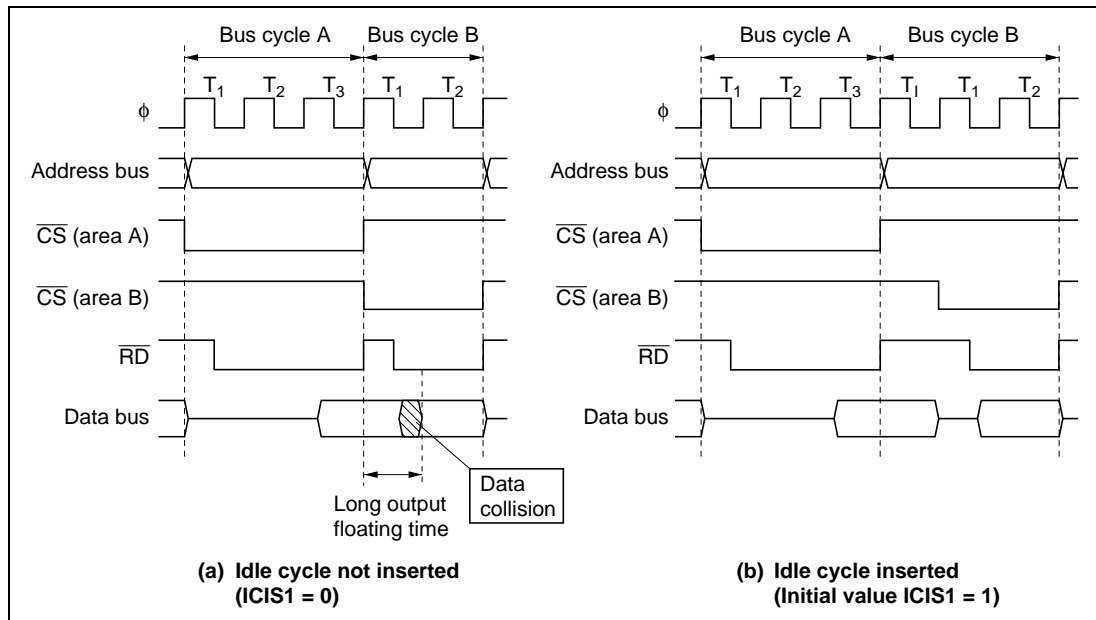 Bus cycle A
Bus cycle B
T1 T2 T3 T1 T2
φ
Address bus
CS (area A)
CS (area B)
RD
Data bus
Long output
floating time
Data
collision
(a) Idle cycle not inserted
(ICIS1 = 0)
Bus cycle A
Bus cycle B
T1 T2 T3 TI T1 T2
φ
Address bus
CS (area A)
CS (area B)
RD
Data bus
(b) Idle cycle inserted
(Initial value ICIS1 = 1)